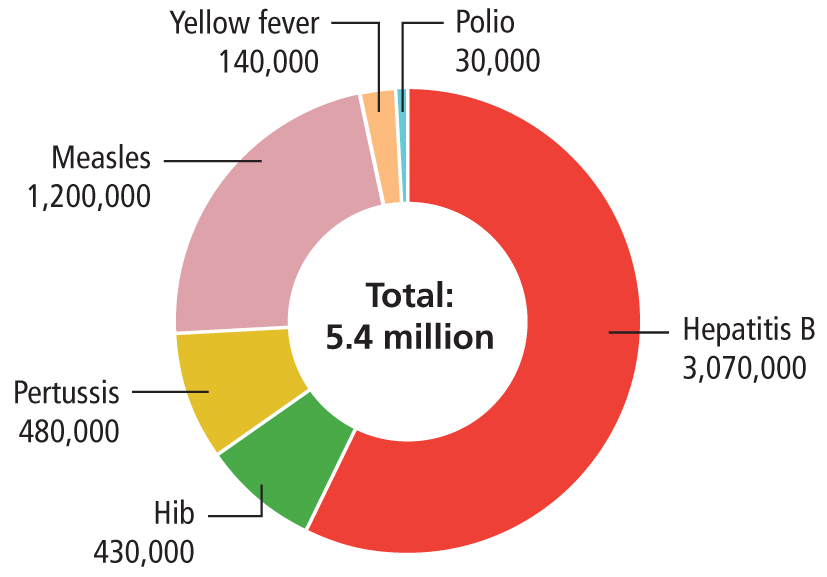 Yellow fever
140,000
Polio
30,000
Measles
1,200,000
Total:
5.4 million
Hepatitis B
3,070,000
Pertussis
480,000
Hib
430,000